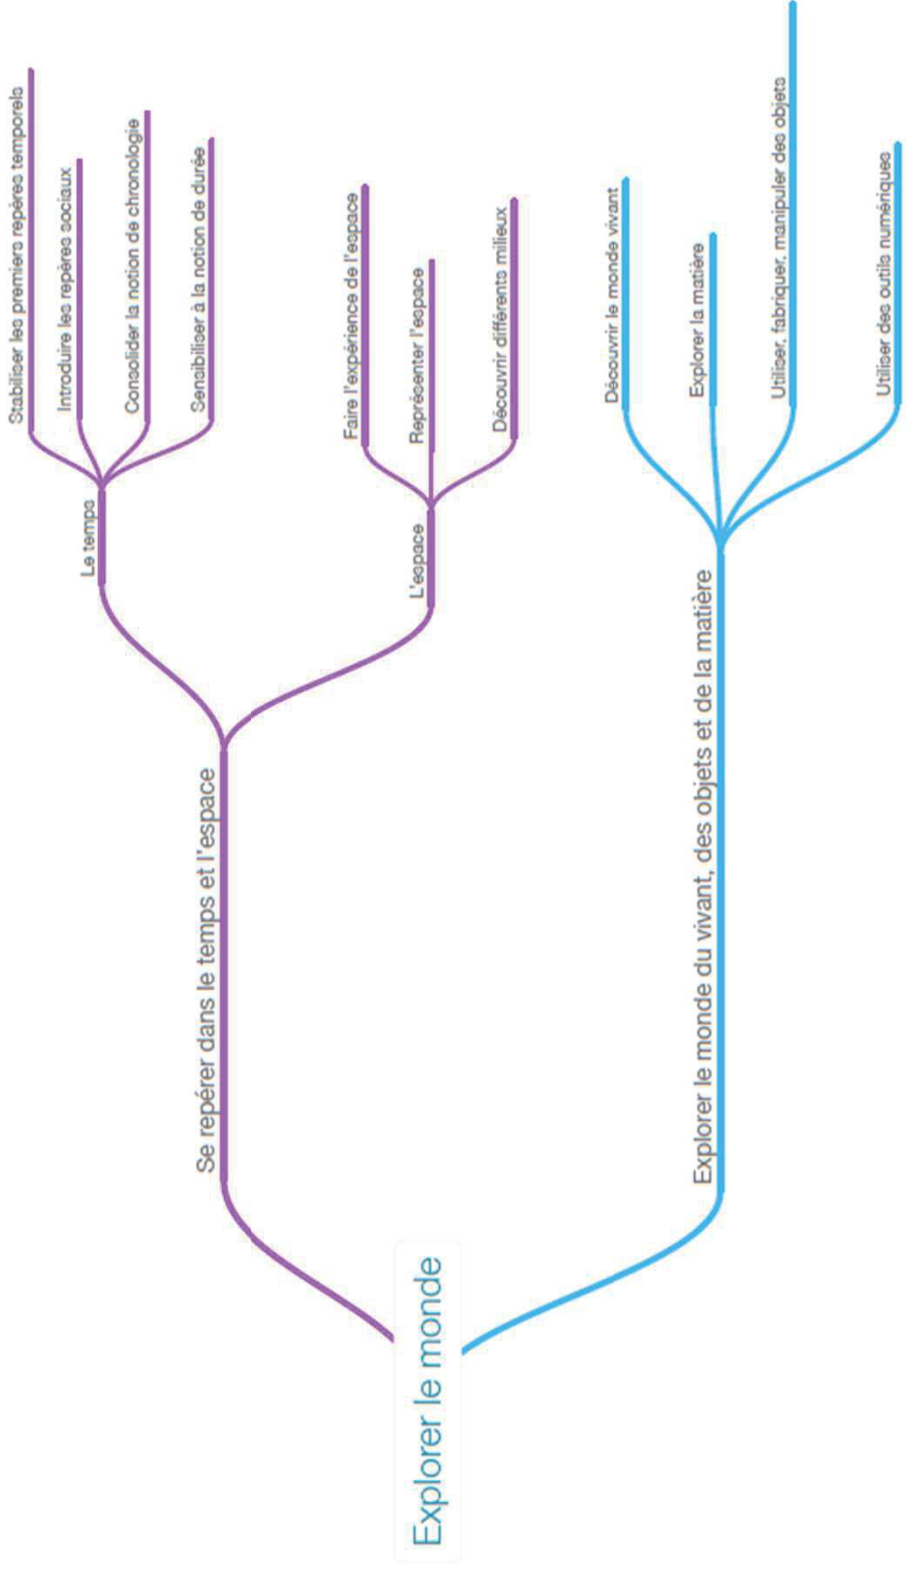 Explorer le monde
Se repérer dans le temps et l'espace
Le temps
Stabiliser les premiers repères temporels
Introduire les repères sociaux
Consolider la notion de chronologie
Sensibiliser à la notion de durée
L'espace
Faire l'expérience de l'espace
Représenter l'espace
Découvrir différents milieux
Explorer le monde du vivant, des objets et de la matière
Découvrir le monde vivant
Explorer la matière
Utiliser, fabriquer, manipuler des objets
Utiliser des outils numériques